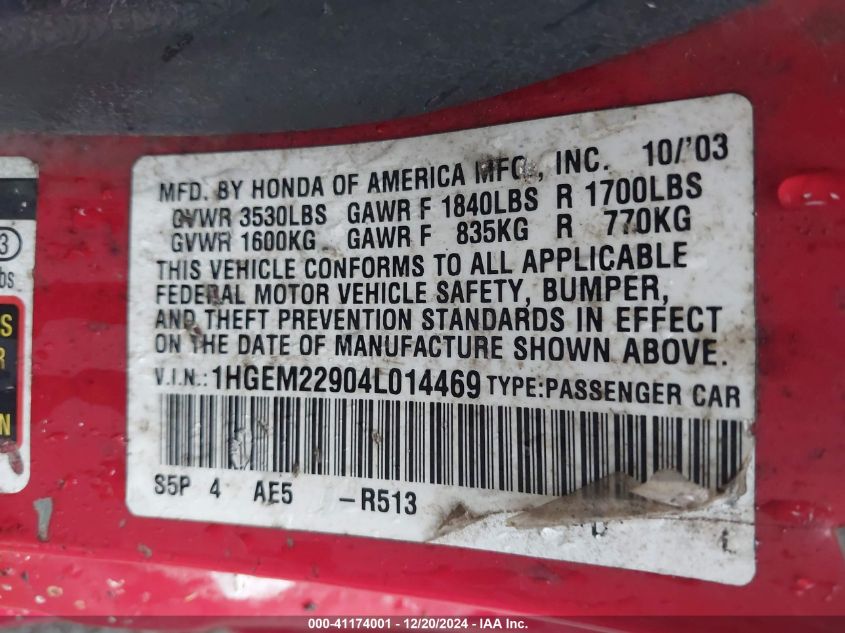 MFD. BY HONDA OF AMERICA MFG., INC. 10/'03
GVWR 3530LBS GAWR F 1840LBS R 1700LBS
GVWR 1600KG GAWR F 835KG R 770KG
THIS VEHICLE CONFORMS TO ALL APPLICABLE
FEDERAL MOTOR VEHICLE SAFETY, BUMPER,
AND THEFT PREVENTION STANDARDS IN EFFECT
ON THE DATE OF MANUFACTURE SHOWN ABOVE.
V.I.N.: 1HGEM22904L014469 TYPE:PASSENGER CAR
S5P 4 AE5 -R513
3
bs
S
R
N
000-41174001 - 12/20/2024 - IAA Inc.